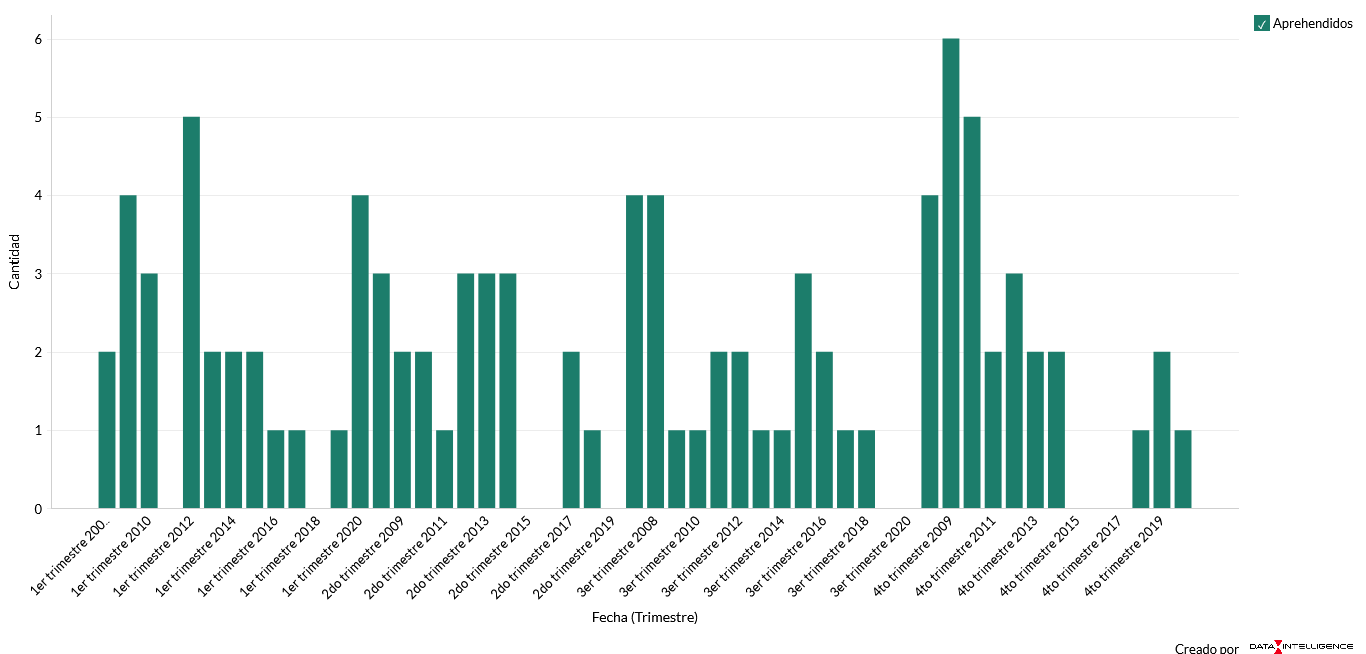 Aprehendidos
6
5
4
3
2
1
0
Cantidad
1er trimestre 200..
1er trimestre 2010
1er trimestre 2012
1er trimestre 2014
1er trimestre 2016
1er trimestre 2018
1er trimestre 2020
2do trimestre 2009
2do trimestre 2011
2do trimestre 2013
2do trimestre 2015
2do trimestre 2017
2do trimestre 2019
3er trimestre 2008
3er trimestre 2010
3er trimestre 2012
3er trimestre 2014
3er trimestre 2016
3er trimestre 2018
3er trimestre 2020
4to trimestre 2009
4to trimestre 2011
4to trimestre 2013
4to trimestre 2015
4to trimestre 2017
4to trimestre 2019
Fecha (Trimestre)
Creado por DATA INTELLIGENCE